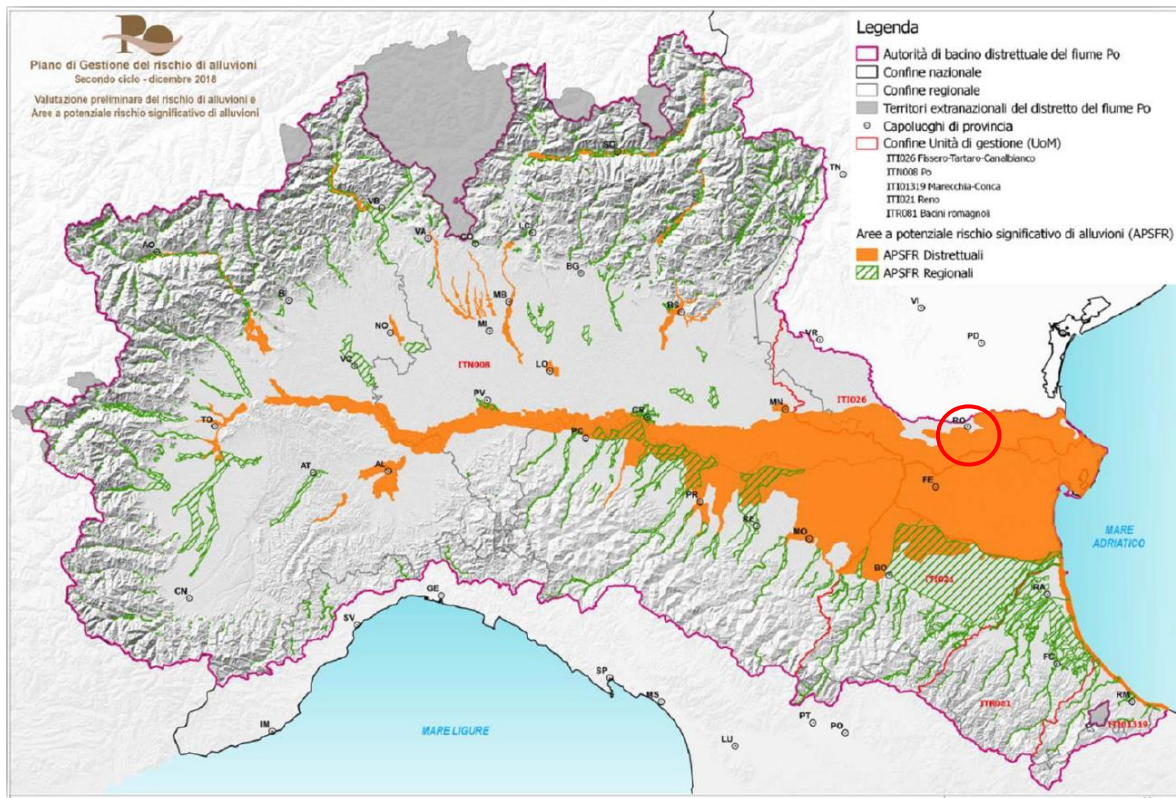 PO
Piano di Gestione del rischio di alluvioni
Secondo ciclo - dicembre 2018
Valutazione preliminare del rischio di alluvioni e
Aree a potenziale rischio significativo di alluvioni
Legenda
Autorità di bacino distrettuale del fiume Po
Confine nazionale
Confine regionale
Territori extranazionali del distretto del fiume Po
Capoluoghi di provincia
Confine Unità di gestione (UoM)
ITI026 Fissero-Tartaro-Canalbianco
ITN008 Po
ITI01319 Marecchia-Conca
ITI021 Reno
ITR081 Bacini romagnoli
Aree a potenziale rischio significativo di alluvioni (APSFR)
APSFR Distrettuali
APSFR Regionali
SO
TN
VB
VA
CO
LC
AO
BG
BI
MB
BS
VI
NO
MI
VR
PD
VC
ITN008
LO
PV
MN
ITI026
TO
CR
RO
PC
AT
AL
FE
PR
RE
MO
MARE
ADRIATICO
BO
ITI021
CN
GE
RA
SV
FC
SP
MS
RM
ITR081
ITI01319
IM
MARE LIGURE
PT
PO
LU